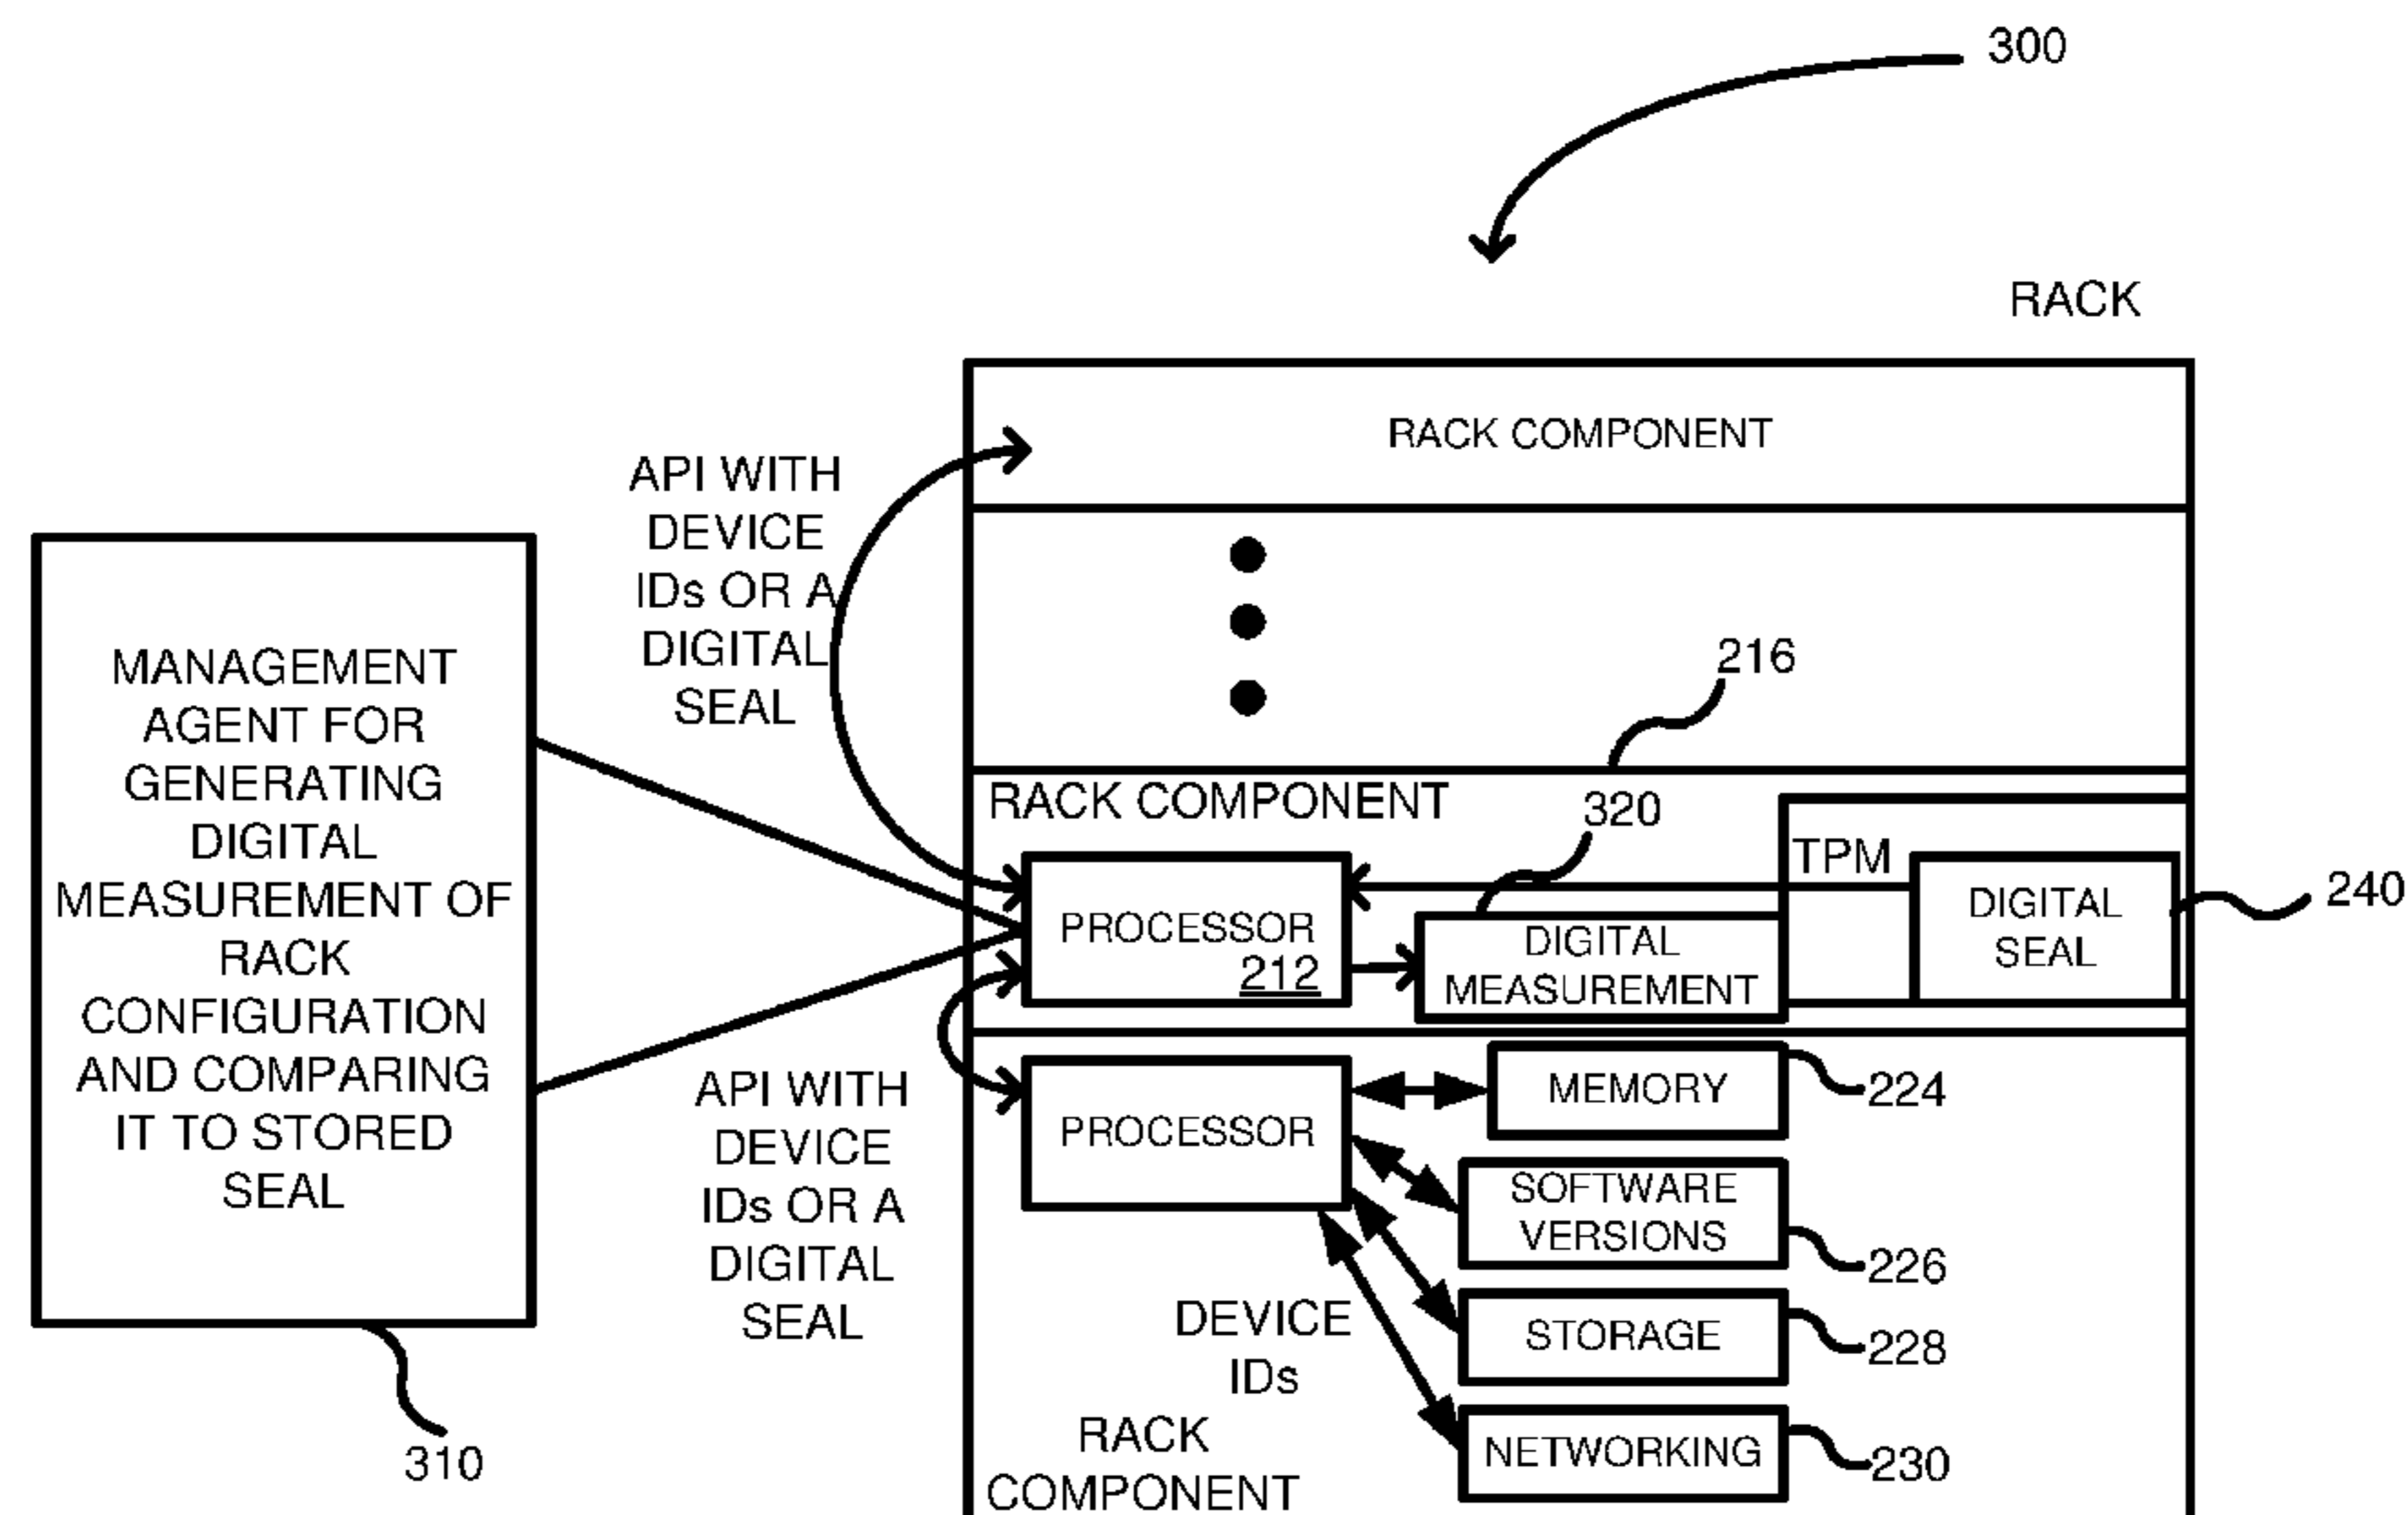 300
RACK
RACK COMPONENT
API WITH
DEVICE
IDs OR A
DIGITAL
SEAL
MANAGEMENT
AGENT FOR
GENERATING
DIGITAL
MEASUREMENT OF
RACK
CONFIGURATION
AND COMPARING
IT TO STORED
SEAL
310
216
RACK COMPONENT
320
TPM
PROCESSOR
212
DIGITAL
MEASUREMENT
DIGITAL
SEAL
240
API WITH
DEVICE
IDs OR A
DIGITAL
SEAL
PROCESSOR
MEMORY
224
SOFTWARE
VERSIONS
226
DEVICE
IDs
STORAGE
228
NETWORKING
230
RACK
COMPONENT